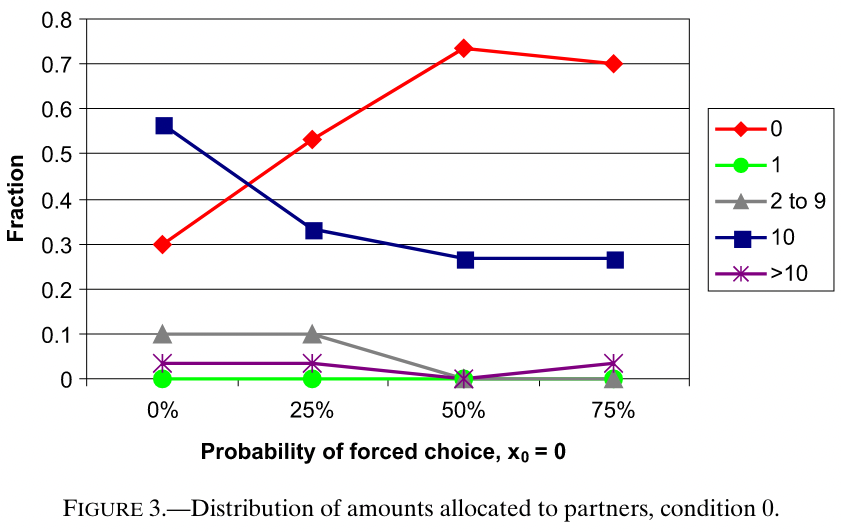 0.8
0.7
0.6
0.5
0.4
0.3
0.2
0.1
0
Fraction
0% 25% 50% 75%
Probability of forced choice, x₀ = 0
0
1
2 to 9
10
>10
FIGURE 3.—Distribution of amounts allocated to partners, condition 0.